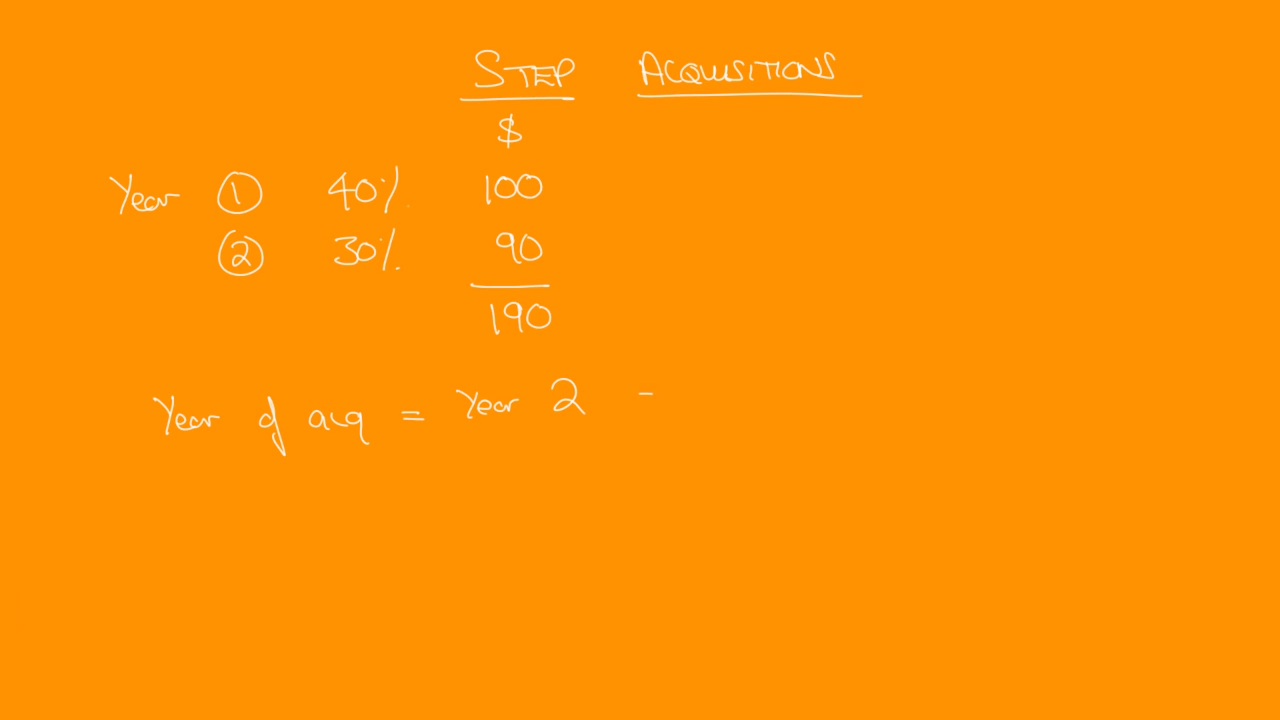 STEP ACQUISITIONS
$
Year 1 40% 100
2 30% 90
190
Year of acq = Year 2 -